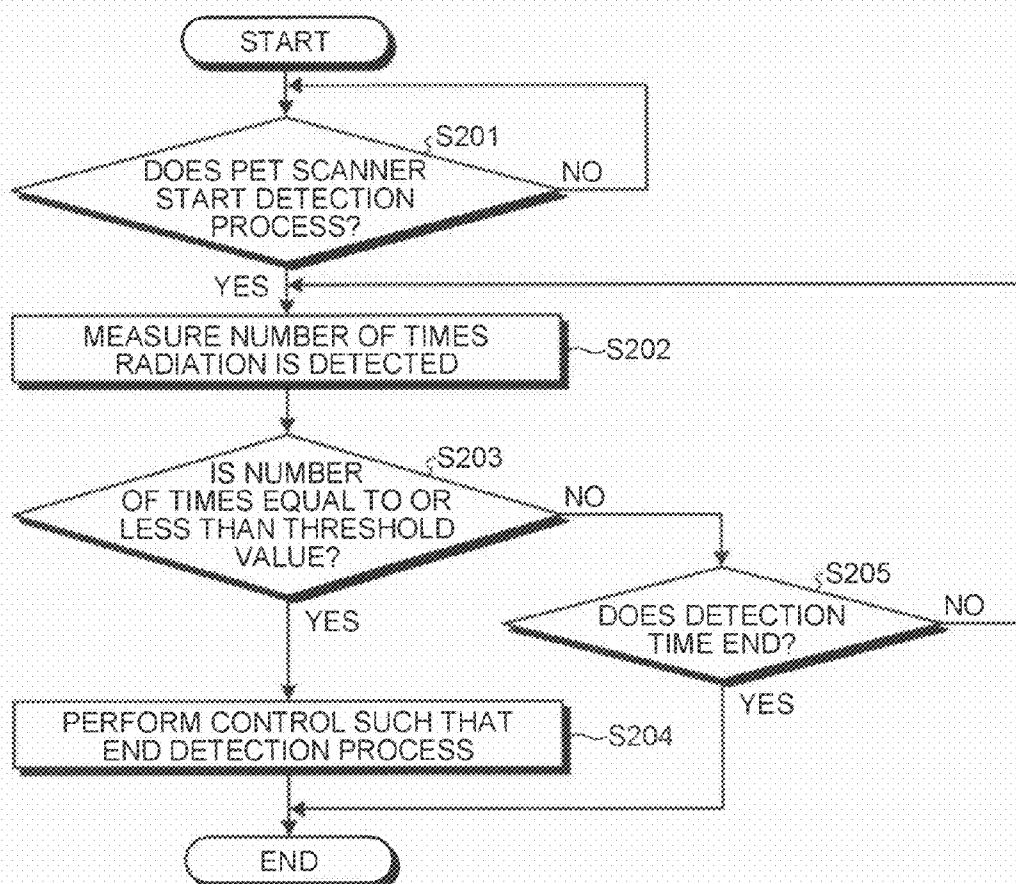 START
S201
DOES PET SCANNER
START DETECTION
PROCESS?
NO
YES
MEASURE NUMBER OF TIMES
RADIATION IS DETECTED
S202
S203
IS NUMBER
OF TIMES EQUAL TO OR
LESS THAN THRESHOLD
VALUE?
NO
YES
S205
DOES DETECTION
TIME END?
NO
YES
PERFORM CONTROL SUCH THAT
END DETECTION PROCESS
S204
END